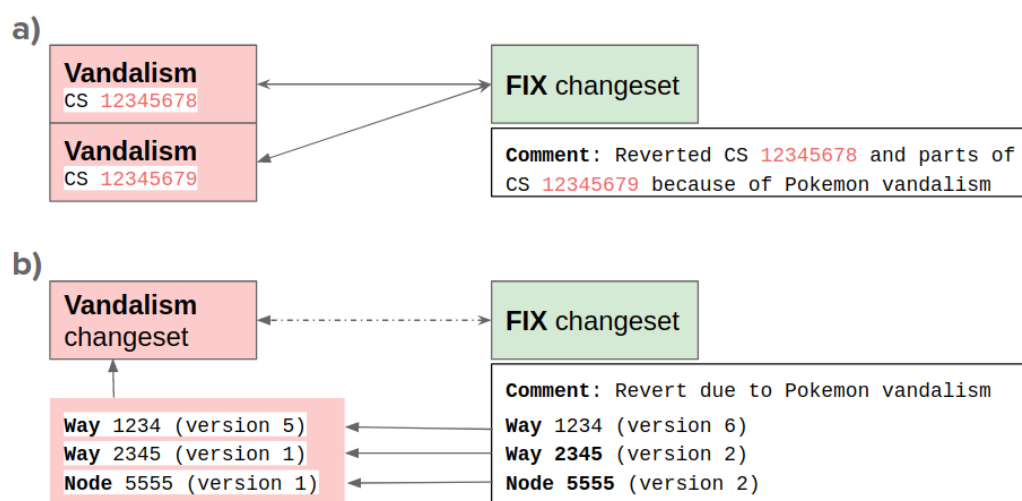 a)
Vandalism
CS 12345678
Vandalism
CS 12345679
FIX changeset
Comment: Reverted CS 12345678 and parts of
CS 12345679 because of Pokemon vandalism
b)
Vandalism
changeset
Way 1234 (version 5)
Way 2345 (version 1)
Node 5555 (version 1)
FIX changeset
Comment: Revert due to Pokemon vandalism
Way 1234 (version 6)
Way 2345 (version 2)
Node 5555 (version 2)